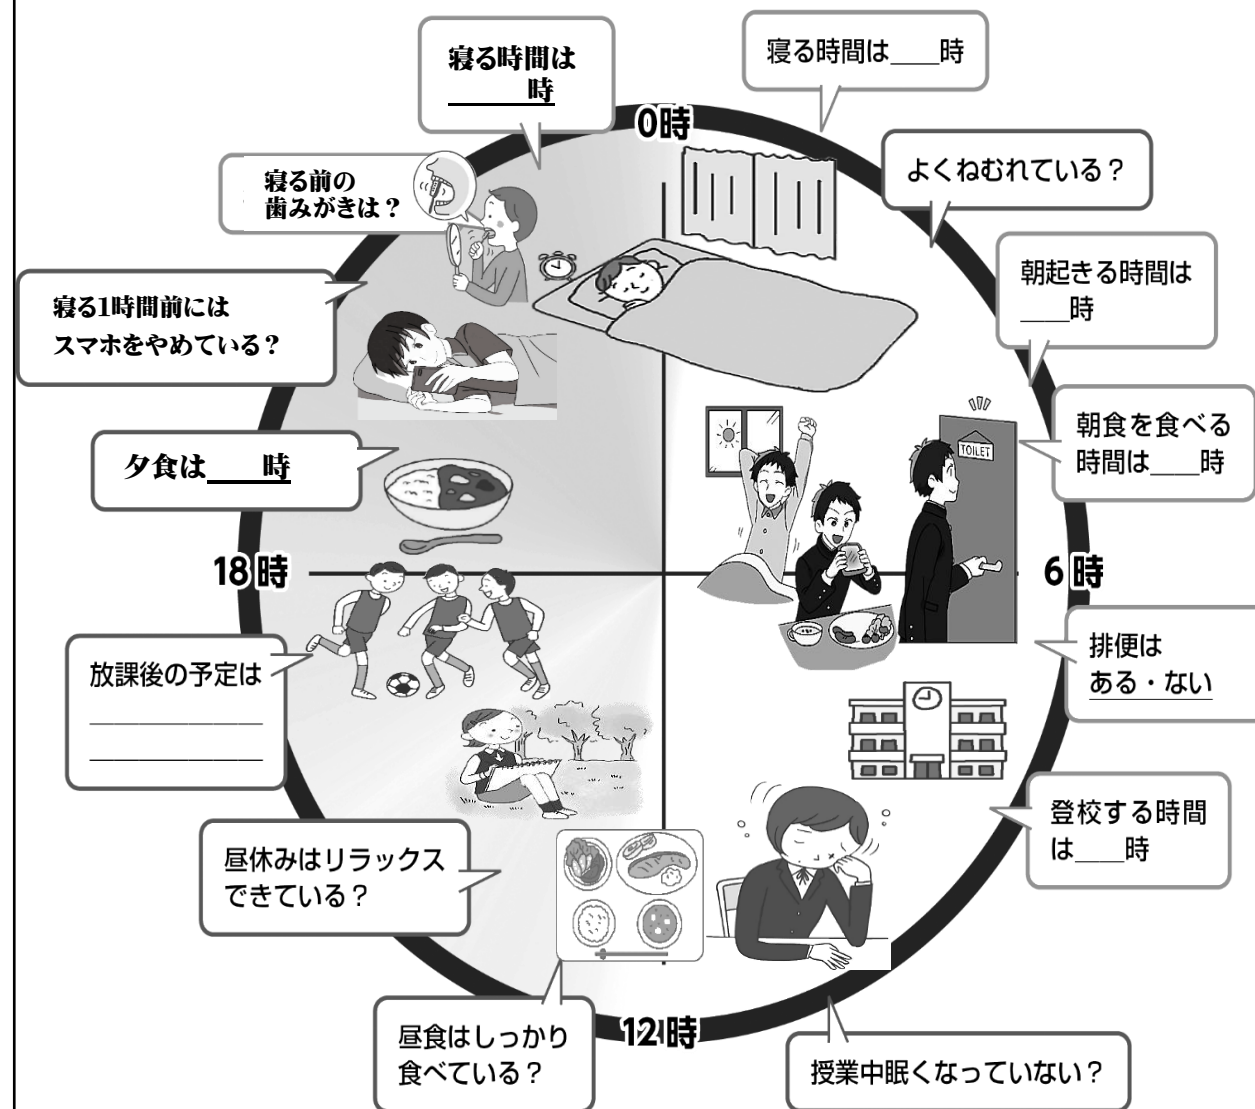 寝る時間は
＿＿＿時
寝る時間は＿＿時
0時
よくねむれている？
寝る前の
歯みがきは？
朝起きる時間は
＿＿時
寝る1時間前には
スマホをやめている？
朝食を食べる
時間は＿＿時
TOILET
夕食は＿＿時
18時
6時
排便は
ある・ない
放課後の予定は
登校する時間
は＿＿時
昼休みはリラックス
できている？
12時
昼食はしっかり
食べている？
授業中眠くなっていない？